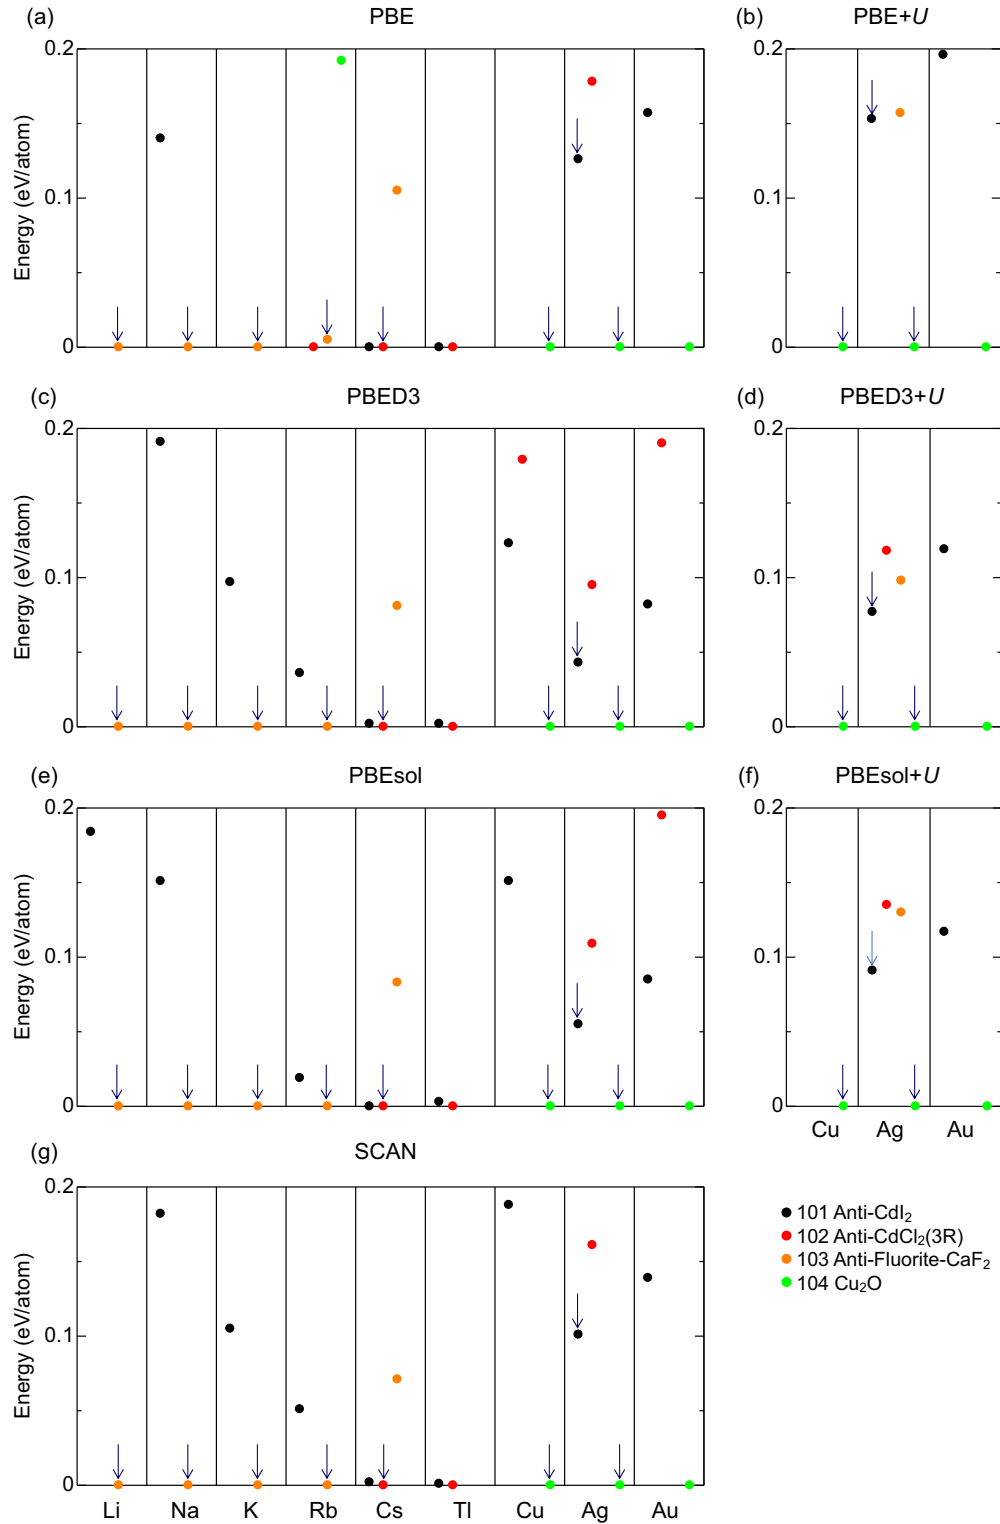 (a) PBE
(b) PBE+U
0.2
0.1
0
Energy (eV/atom)
0.2
0.1
0
(c) PBED3
(d) PBED3+U
0.2
0.1
0
Energy (eV/atom)
0.2
0.1
0
(e) PBEsol
(f) PBEsol+U
0.2
0.1
0
Energy (eV/atom)
0.2
0.1
0
Cu Ag Au
(g) SCAN
0.2
0.1
0
Energy (eV/atom)
Li Na K Rb Cs Tl Cu Ag Au
101 Anti-CdI₂
102 Anti-CdCl₂(3R)
103 Anti-Fluorite-CaF₂
104 Cu₂O